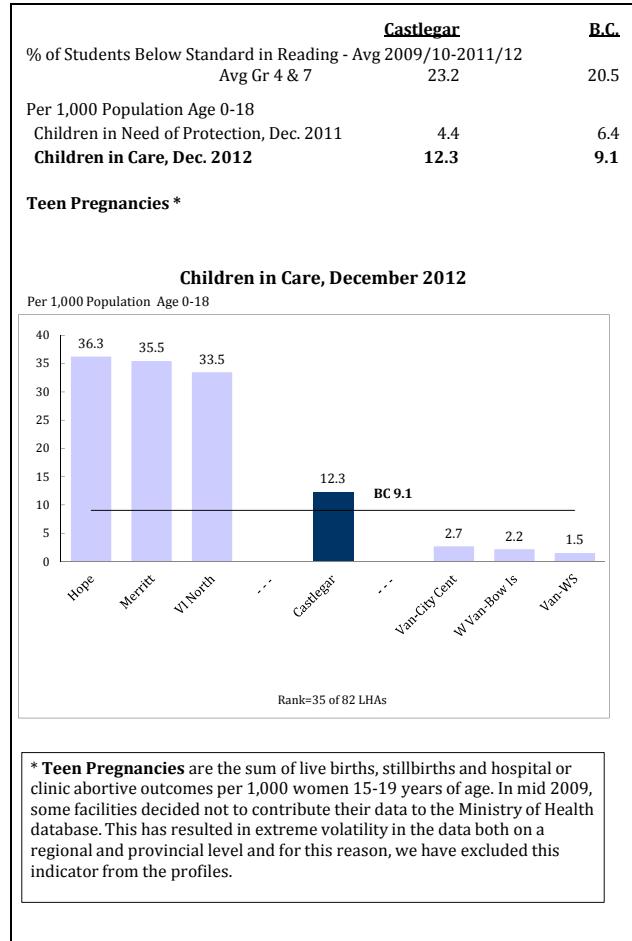 Castlegar B.C.
% of Students Below Standard in Reading - Avg 2009/10-2011/12
Avg Gr 4 & 7 23.2 20.5
Per 1,000 Population Age 0-18
Children in Need of Protection, Dec. 2011 4.4 6.4
Children in Care, Dec. 2012 12.3 9.1
Teen Pregnancies *
Children in Care, December 2012
Per 1,000 Population Age 0-18
40
35
30
25
20
15
10
5
0
36.3
35.5
33.5
12.3
BC 9.1
2.7
2.2
1.5
Hope
Merritt
VI North
- - -
Castlegar
- - -
Van-City Cent
W Van-Bow Is
Van-WS
Rank=35 of 82 LHAs
* Teen Pregnancies are the sum of live births, stillbirths and hospital or
clinic abortive outcomes per 1,000 women 15-19 years of age. In mid 2009,
some facilities decided not to contribute their data to the Ministry of Health
database. This has resulted in extreme volatility in the data both on a
regional and provincial level and for this reason, we have excluded this
indicator from the profiles.